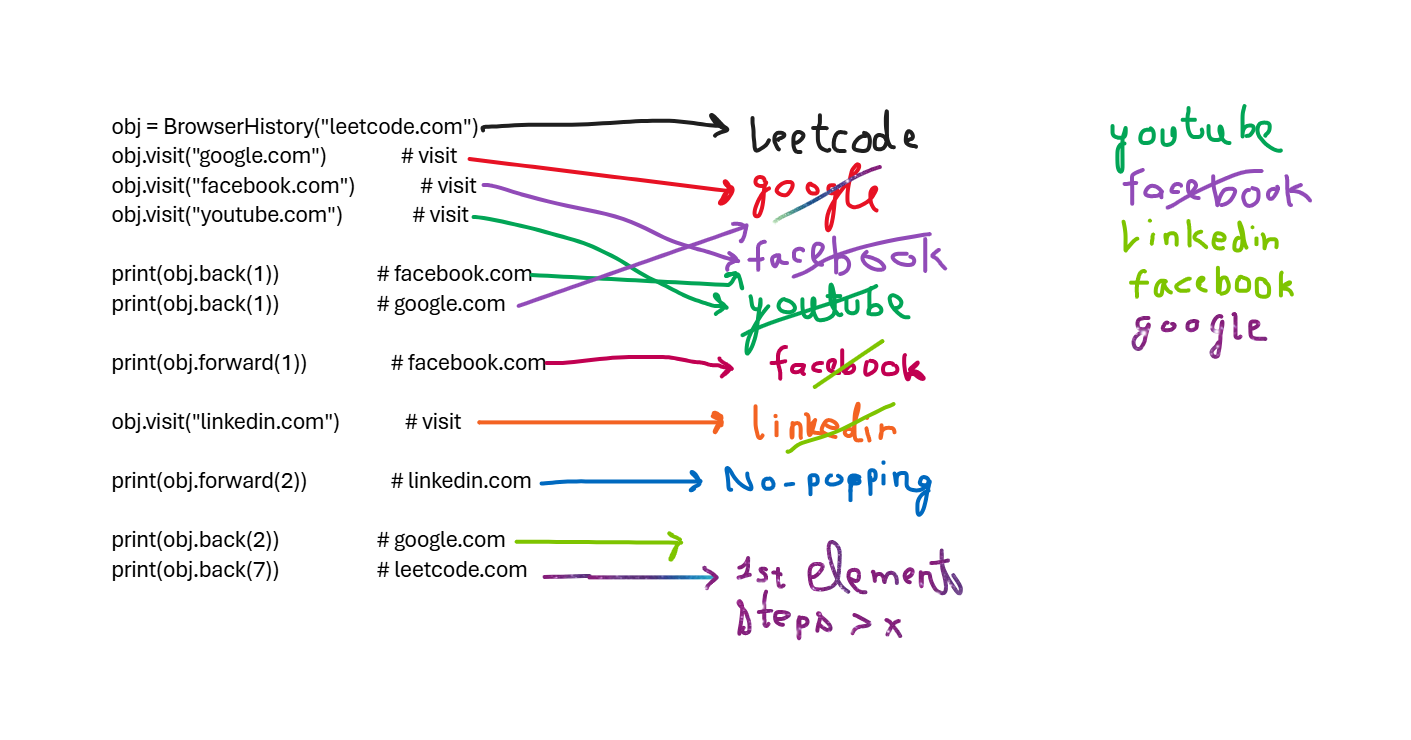 obj = BrowserHistory("leetcode.com") Leetcode youtube
obj.visit("google.com") # visit google
obj.visit("facebook.com") # visit facebook
obj.visit("youtube.com") # visit
facebook Linkedin
print(obj.back(1)) # facebook.com facebook
print(obj.back(1)) # google.com youtube
google
print(obj.forward(1)) # facebook.com facebook
obj.visit("linkedin.com") # visit linkedin
print(obj.forward(2)) # linkedin.com No-popping
print(obj.back(2)) # google.com
print(obj.back(7)) # leetcode.com 1st elements
steps > x